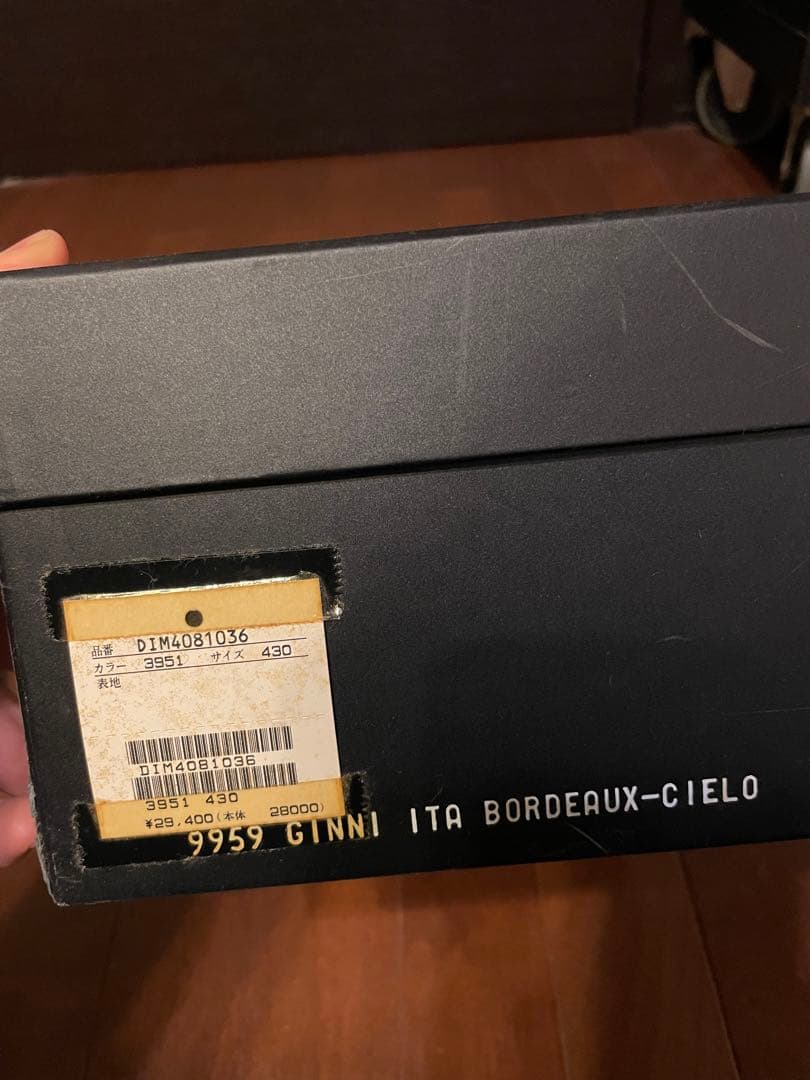 品番 DIM4081036
カラー 3951 サイズ 430
表地
DIM4081036
3951 430
¥29,400(本体 28000)
9959 GINNI ITA BORDEAUX-CIELO